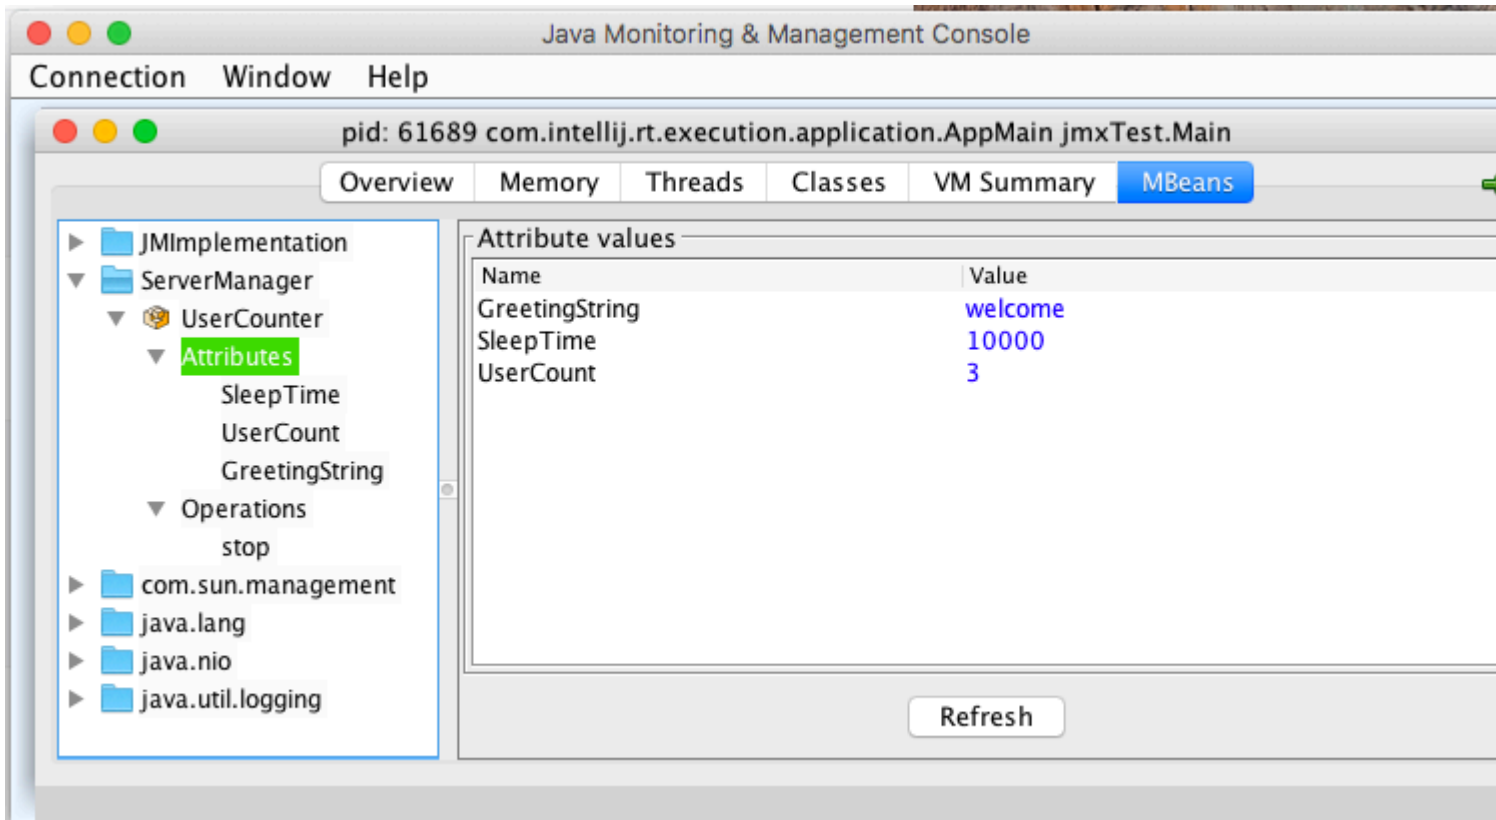 Java Monitoring & Management Console
Connection Window Help
pid: 61689 com.intellij.rt.execution.application.AppMain jmxTest.Main
Overview Memory Threads Classes VM Summary MBeans
JMImplementation
ServerManager
UserCounter
Attributes
SleepTime
UserCount
GreetingString
Operations
stop
com.sun.management
java.lang
java.nio
java.util.logging
Attribute values
Name Value
GreetingString welcome
SleepTime 10000
UserCount 3
Refresh